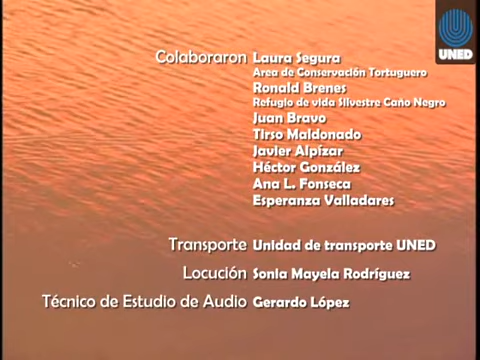 UNED
Colaboraron Laura Segura
Area de Conservación Tortuguero
Ronald Brenes
Refugio de vida Silvestre Caño Negro
Juan Bravo
Tirso Maldonado
Javier Alpízar
Héctor González
Ana L. Fonseca
Esperanza Valladares
Transporte Unidad de transporte UNED
Locución Sonia Mayela Rodríguez
Técnico de Estudio de Audio Gerardo López